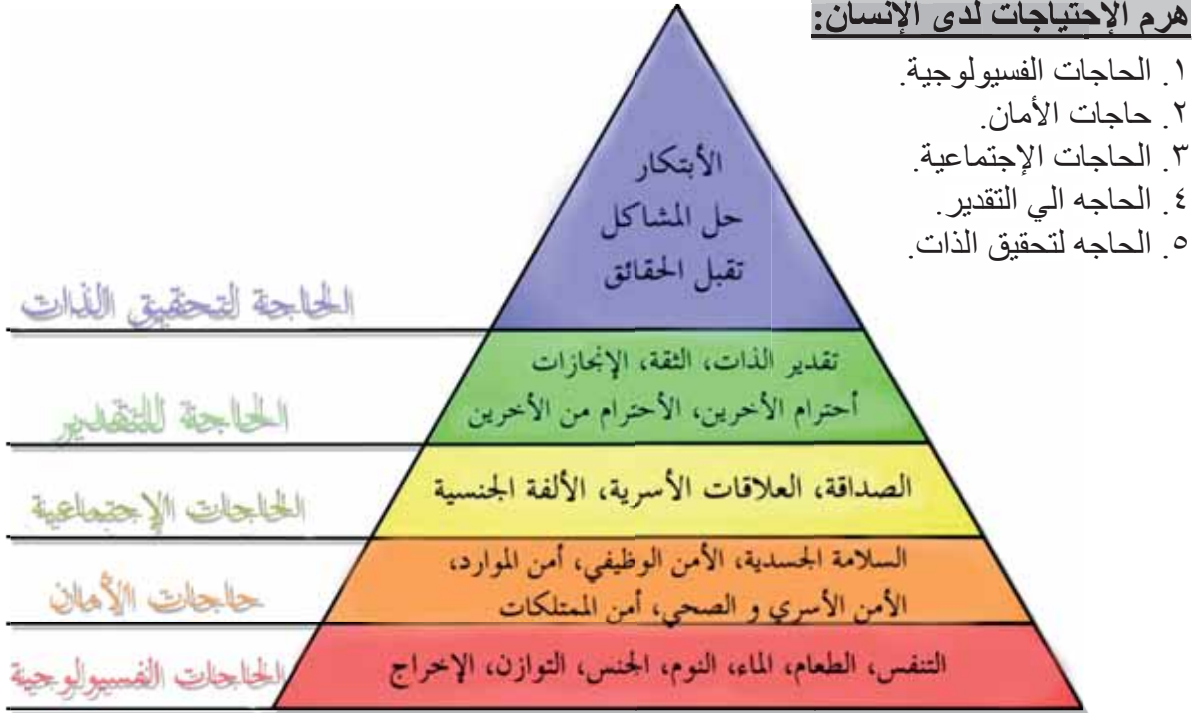 هرم الإحتياجات لدى الإنسان:
١. الحاجات الفسيولوجية.
٢. حاجات الأمان.
٣. الحاجات الإجتماعية.
٤. الحاجه الي التقدير.
٥. الحاجه لتحقيق الذات.
الأبتكار
حل المشاكل
تقبل الحقائق
الحاجة لتحقيق الذات
تقدير الذات، الثقة، الإنجازات
أحترام الأخرين، الأحترام من الأخرين
الحاجة للتقدير
الصداقة، العلاقات الأسرية، الألفة الجنسية
الحاجات الإجتماعية
السلامة الجسدية، الأمن الوظيفي، أمن الموارد،
الأمن الأسري و الصحي، أمن الممتلكات
حاجات الأمان
التنفس، الطعام، الماء، النوم، الجنس، التوازن، الإخراج
الحاجات الفسيولوجية